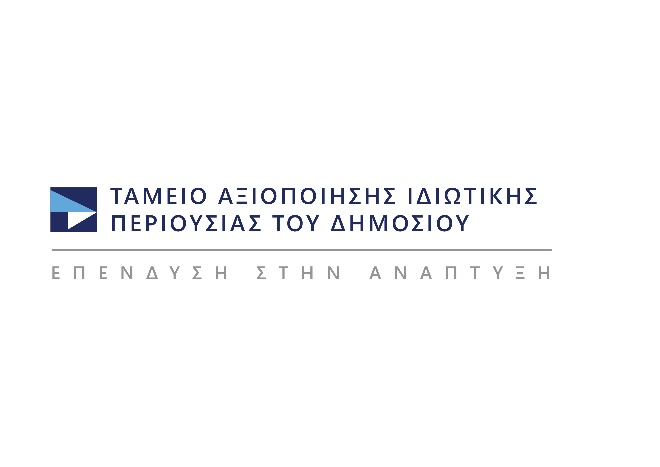 ΤΑΜΕΙΟ ΑΞΙΟΠΟΙΗΣΗΣ ΙΔΙΩΤΙΚΗΣ
ΠΕΡΙΟΥΣΙΑΣ ΤΟΥ ΔΗΜΟΣΙΟΥ
ΕΠΕΝΔΥΣΗ ΣΤΗΝ ΑΝΑΠΤΥΞΗ